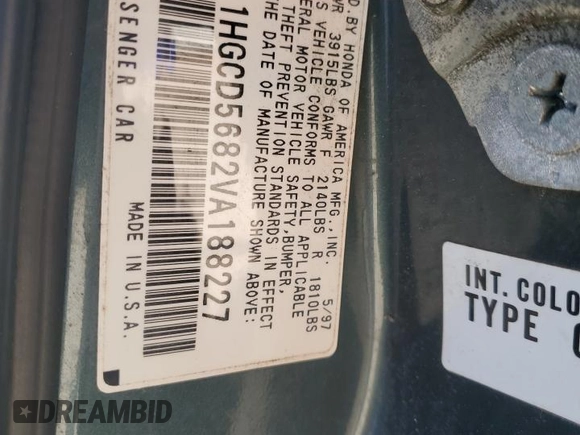 D BY HONDA OF AMERICA MFG.,INC. 5/97
3915LBS GAWR F 2140LBS R 1810LBS
VEHICLE CONFORMS TO ALL APPLICABLE
ERAL MOTOR VEHICLE SAFETY,BUMPER,
THEFT PREVENTION STANDARDS IN EFFECT
THE DATE OF MANUFACTURE SHOWN ABOVE:
1HGCD5682VA188227
SSENGER CAR
MADE IN U.S.A.
INT. COLO
TYPE
DREAMBID